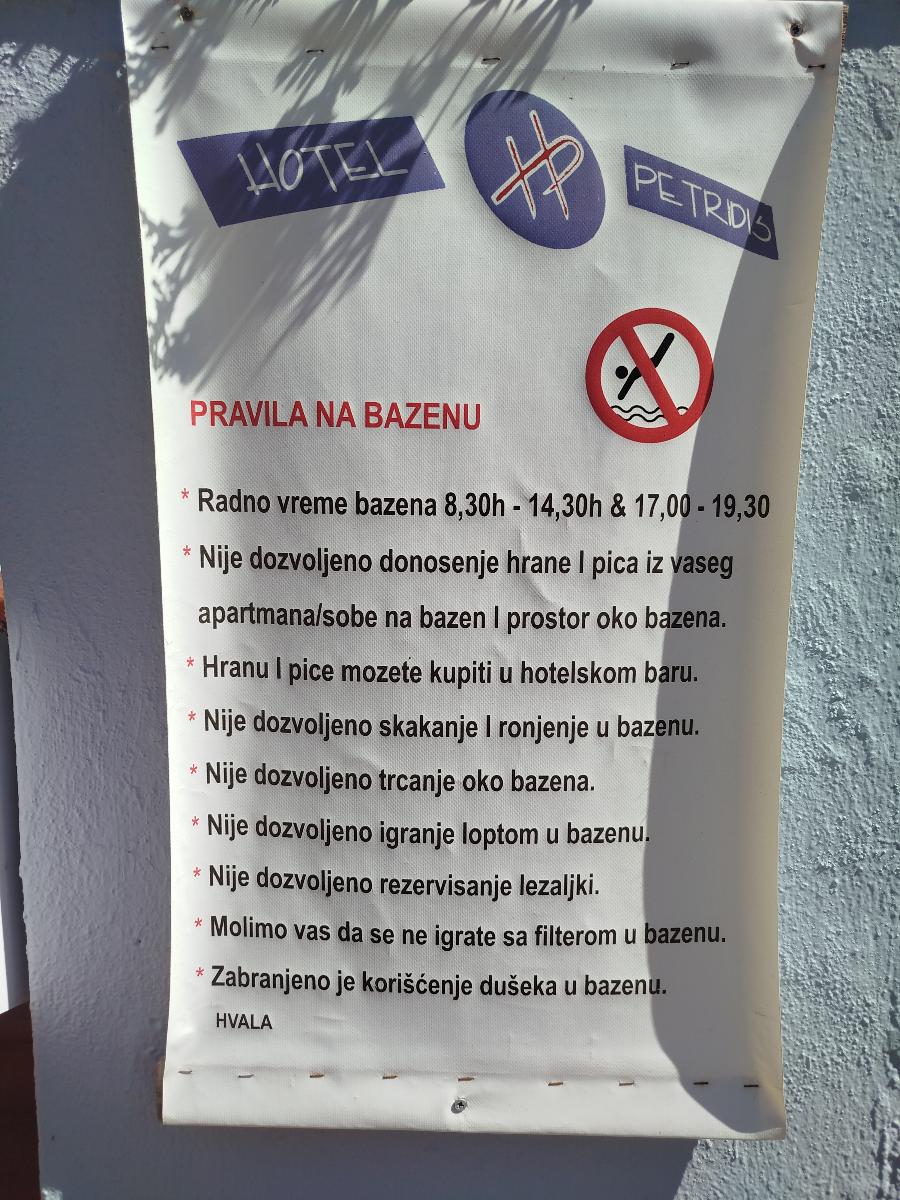 HOTEL HP PETRIDIS
PRAVILA NA BAZENU
* Radno vreme bazena 8,30h - 14,30h & 17,00 - 19,30
* Nije dozvoljeno donosenje hrane I pica iz vaseg
apartmana/sobe na bazen I prostor oko bazena.
* Hranu I pice mozete kupiti u hotelskom baru.
* Nije dozvoljeno skakanje I ronjenje u bazenu.
* Nije dozvoljeno trcanje oko bazena.
* Nije dozvoljeno igranje loptom u bazenu.
* Nije dozvoljeno rezervisanje lezaljki.
* Molimo vas da se ne igrate sa filterom u bazenu.
* Zabranjeno je korišćenje dušeka u bazenu.
HVALA